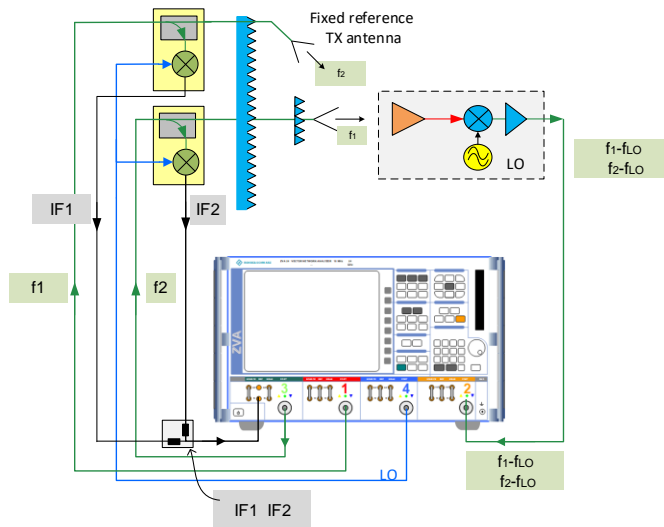 Fixed reference
TX antenna
f2
f1
LO
f1-fLO
f2-fLO
IF1
IF2
f1
f2
ZVA
3
1
4
2
LO
f1-fLO
f2-fLO
IF1 IF2